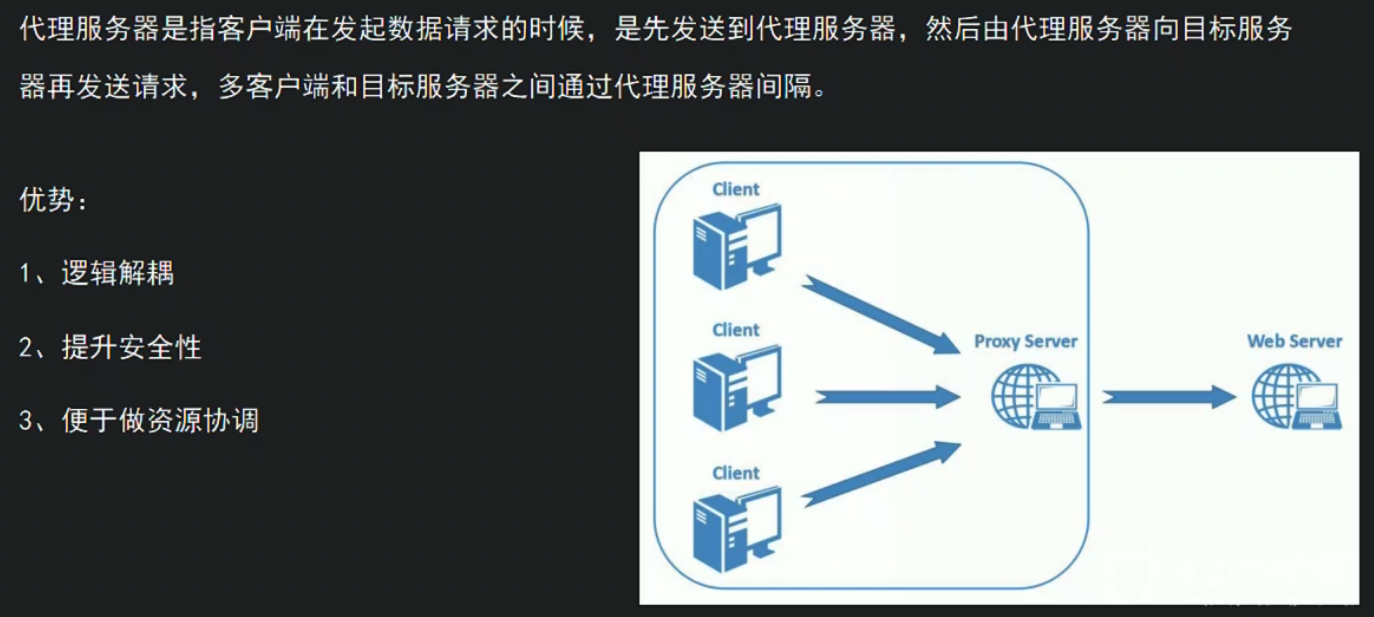 代理服务器是指客户端在发起数据请求的时候，是先发送到代理服务器，然后由代理服务器向目标服务
器再发送请求，多客户端和目标服务器之间通过代理服务器间隔。
优势：
1、逻辑解耦
2、提升安全性
3、便于做资源协调
Client
Client
Proxy Server
Web Server
Client